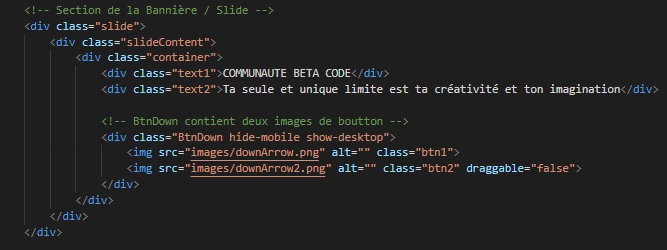 <!-- Section de la Bannière / Slide -->
<div class="slide">
<div class="slideContent">
<div class="container">
<div class="text1">COMMUNAUTE BETA CODE</div>
<div class="text2">Ta seule et unique limite est ta créativité et ton imagination</div>
<!-- BtnDown contient deux images de boutton -->
<div class="BtnDown hide-mobile show-desktop">
<img src="images/downArrow.png" alt="" class="btn1">
<img src="images/downArrow2.png" alt="" class="btn2" draggable="false">
</div>
</div>
</div>
</div>